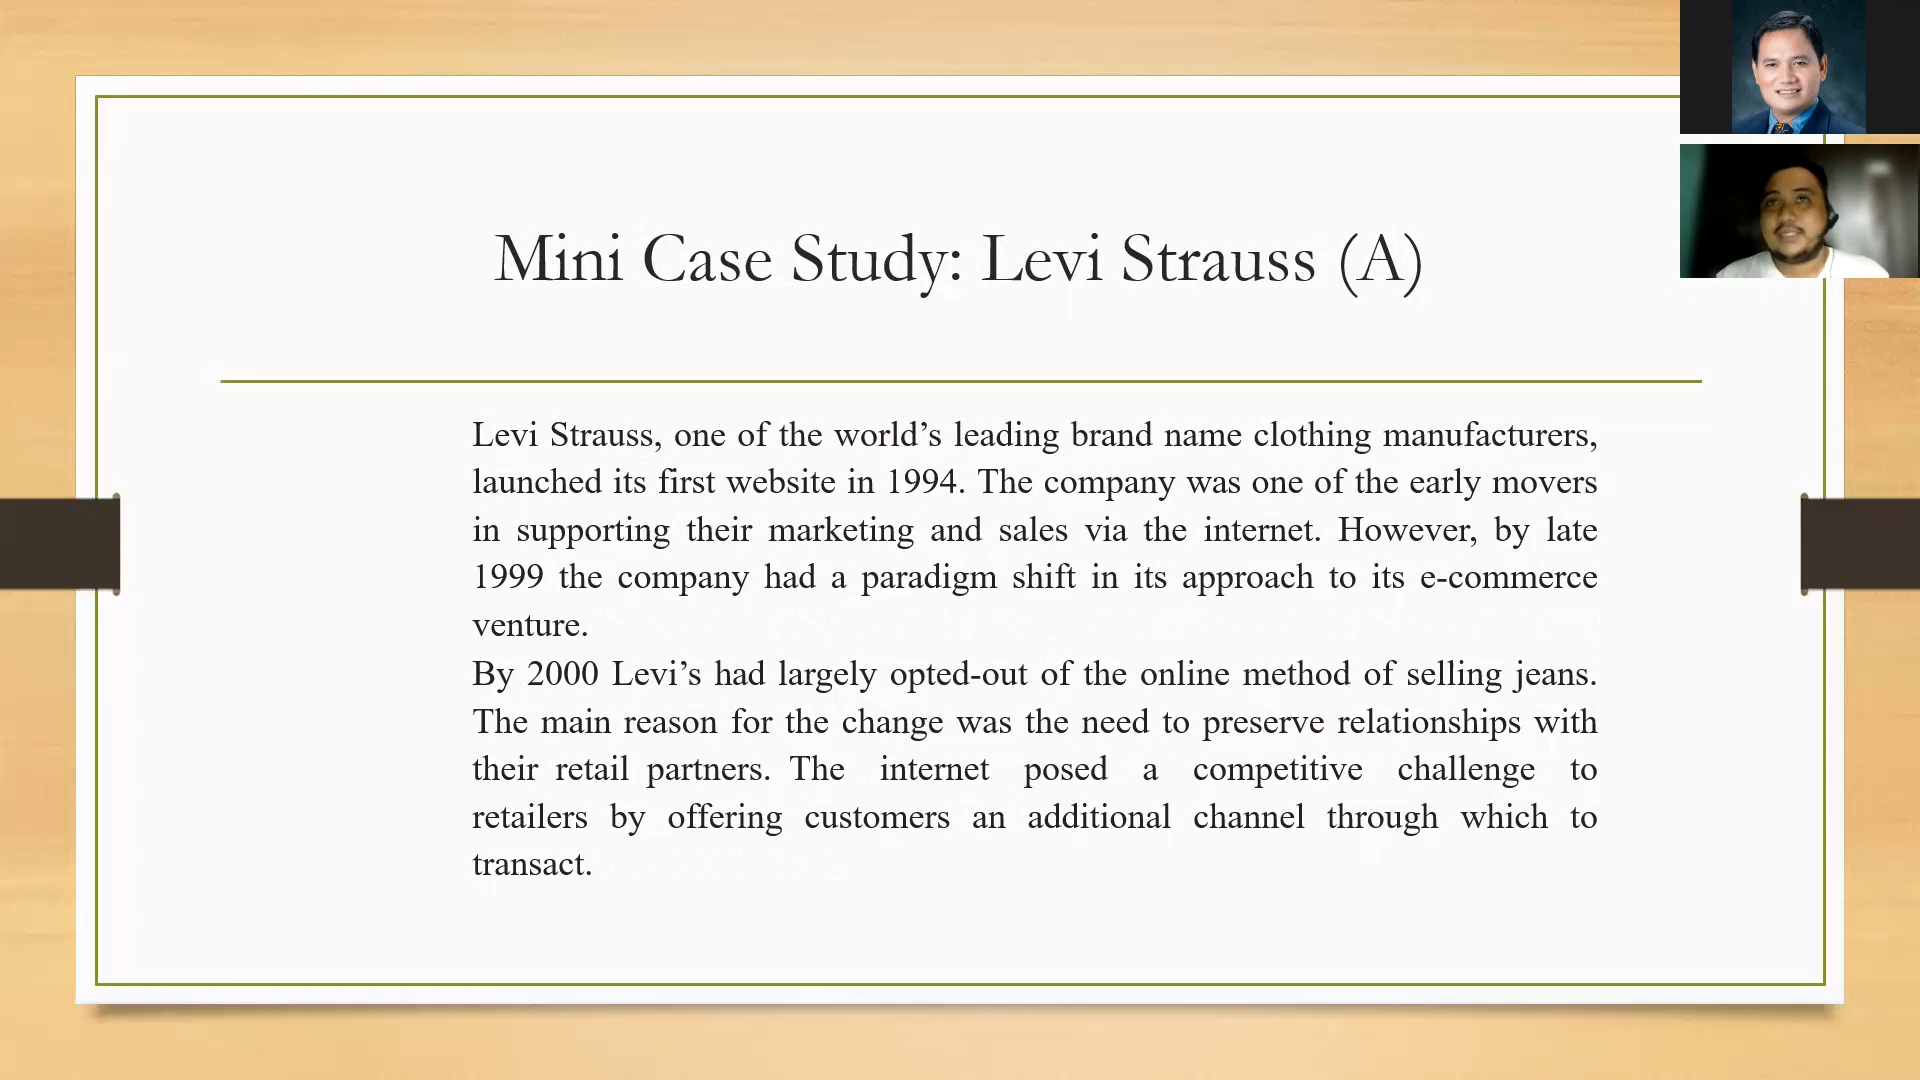 Mini Case Study: Levi Strauss (A)
Levi Strauss, one of the world’s leading brand name clothing manufacturers,
launched its first website in 1994. The company was one of the early movers
in supporting their marketing and sales via the internet. However, by late
1999 the company had a paradigm shift in its approach to its e-commerce
venture.
By 2000 Levi’s had largely opted-out of the online method of selling jeans.
The main reason for the change was the need to preserve relationships with
their retail partners. The internet posed a competitive challenge to
retailers by offering customers an additional channel through which to
transact.